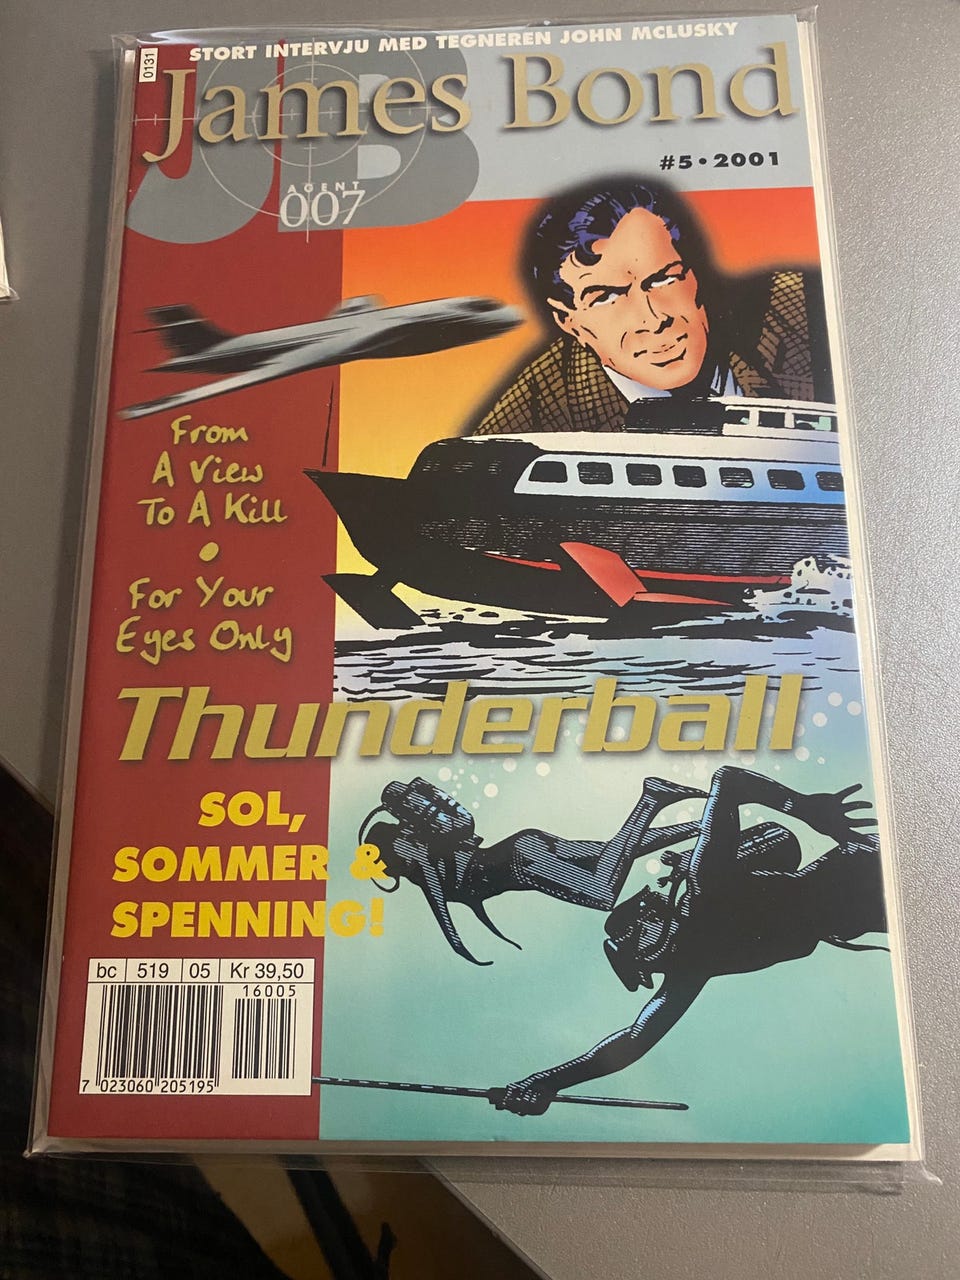 0131
STORT INTERVJU MED TEGNEREN JOHN MCLUSKY
JB
James Bond
#5 • 2001
AGENT
007
From
A View
To A Kill
•
For Your
Eyes Only
Thunderball
SOL,
SOMMER &
SPENNING!
bc 519 05 Kr 39,50
16005
7 023060 205195